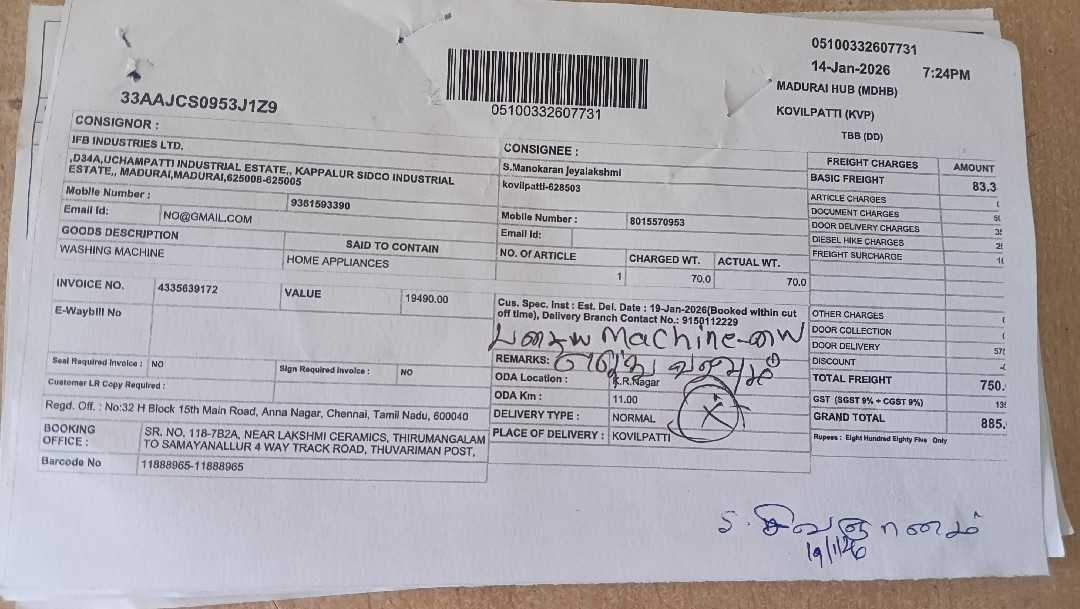 05100332607731
14-Jan-2026 7:24PM
MADURAI HUB (MDHB)
KOVILPATTI (KVP)
TBB (DD)
05100332607731
33AAJCS0953J1Z9
CONSIGNOR :
IFB INDUSTRIES LTD.
,D34A,UCHAMPATTI INDUSTRIAL ESTATE,, KAPPALUR SIDCO INDUSTRIAL
ESTATE,, MADURAI,MADURAI,625008-625005
Mobile Number : 9361593390
Email Id: NO@GMAIL.COM
GOODS DESCRIPTION SAID TO CONTAIN
WASHING MACHINE HOME APPLIANCES
INVOICE NO. 4335639172 VALUE 19490.00
E-Waybill No
Seal Required Invoice : NO Sign Required Invoice : NO
Customer LR Copy Required :
Regd. Off. : No:32 H Block 15th Main Road, Anna Nagar, Chennai, Tamil Nadu, 600040
BOOKING OFFICE : SR. NO. 118-7B2A, NEAR LAKSHMI CERAMICS, THIRUMANGALAM
TO SAMAYANALLUR 4 WAY TRACK ROAD, THUVARIMAN POST,
Barcode No 11888965-11888965
CONSIGNEE :
S.Manokaran Jeyalakshmi
kovilpatti-628503
Mobile Number : 8015570953
Email Id:
NO. Of ARTICLE CHARGED WT. ACTUAL WT.
1 70.0 70.0
Cus. Spec. Inst : Est. Del. Date : 19-Jan-2026(Booked within cut
off time), Delivery Branch Contact No.: 9150112229
பழைய Machine-யை
REMARKS: எடுத்து வரவும்
ODA Location : K.R.Nagar
ODA Km : 11.00
DELIVERY TYPE : NORMAL
PLACE OF DELIVERY : KOVILPATTI
FREIGHT CHARGES AMOUNT
BASIC FREIGHT 83.3
ARTICLE CHARGES
DOCUMENT CHARGES
DOOR DELIVERY CHARGES
DIESEL HIKE CHARGES
FREIGHT SURCHARGE
OTHER CHARGES
DOOR COLLECTION
DOOR DELIVERY
DISCOUNT
TOTAL FREIGHT 750.
GST (SGST 9% + CGST 9%)
GRAND TOTAL 885.
Rupees : Eight Hundred Eighty Five Only
19/1/26